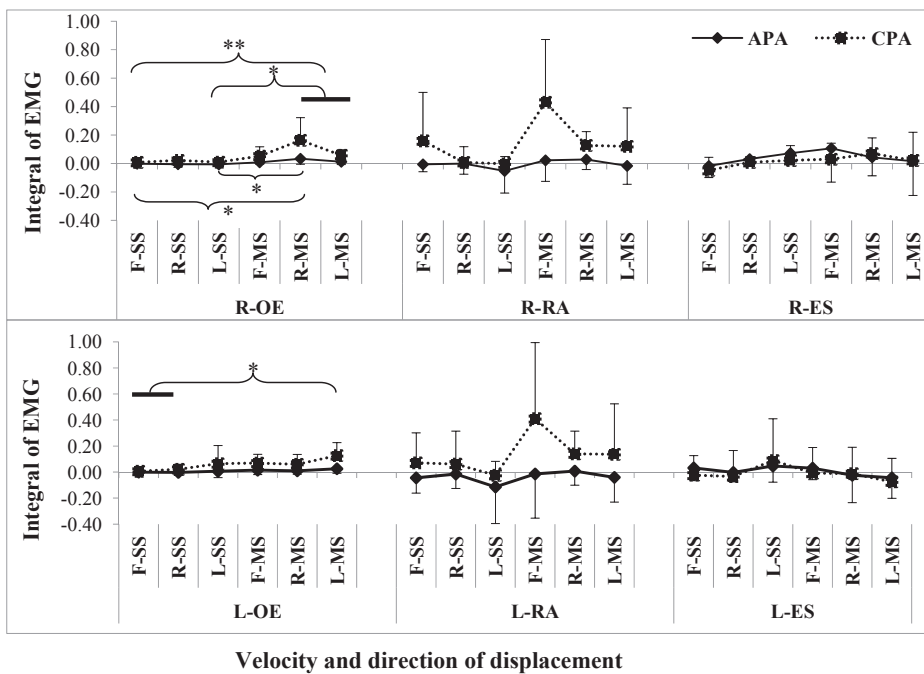 1.00
0.80
0.60
0.40
0.20
0.00
-0.20
-0.40
Integral of EMG
APA
CPA
**
*
*
*
F-SS
R-SS
L-SS
F-MS
R-MS
L-MS
F-SS
R-SS
L-SS
F-MS
R-MS
L-MS
F-SS
R-SS
L-SS
F-MS
R-MS
L-MS
R-OE
R-RA
R-ES
1.00
0.80
0.60
0.40
0.20
0.00
-0.20
-0.40
Integral of EMG
*
F-SS
R-SS
L-SS
F-MS
R-MS
L-MS
F-SS
R-SS
L-SS
F-MS
R-MS
L-MS
F-SS
R-SS
L-SS
F-MS
R-MS
L-MS
L-OE
L-RA
L-ES
Velocity and direction of displacement